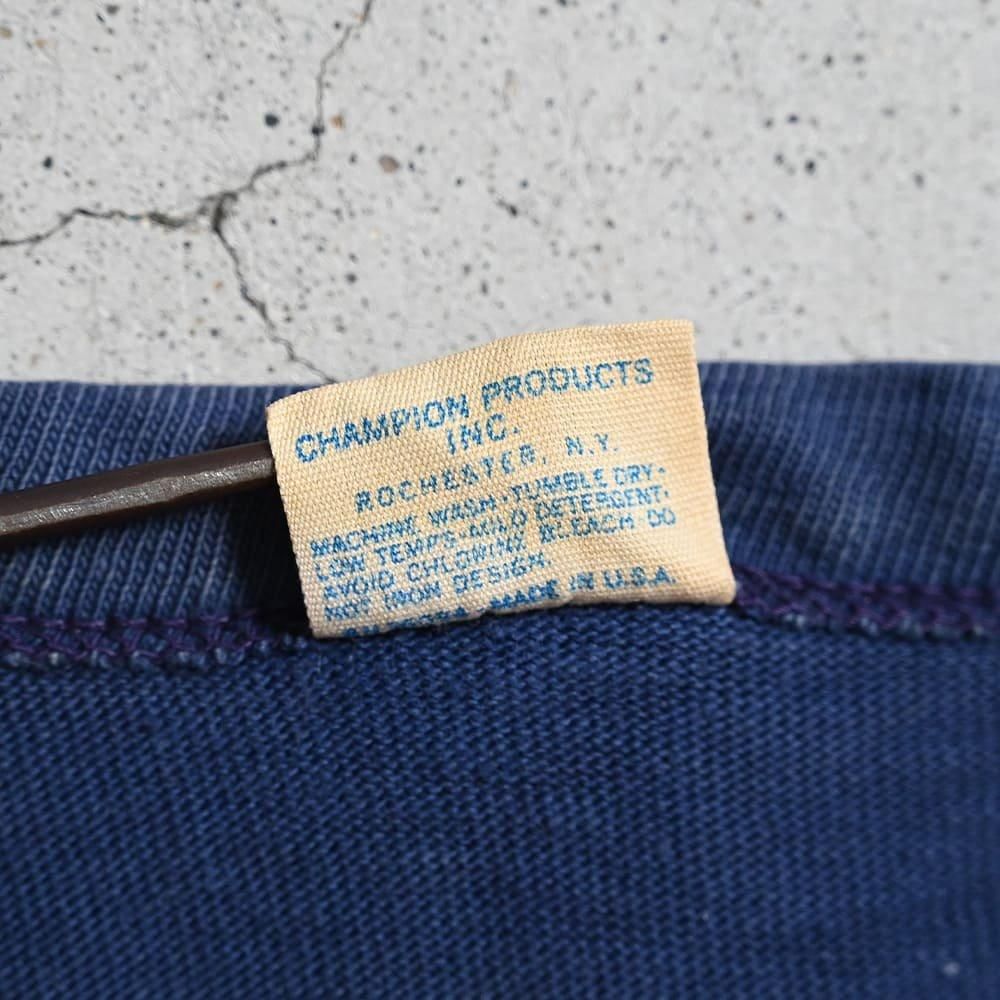 CHAMPION PRODUCTS
INC.
ROCHESTER, N.Y.
MACHINE WASH-TUMBLE DRY-
LOW TEMPS-COLD DETERGENT.
AVOID CHLORINE BLEACH DO
NOT IRON DESIGN.
MADE IN U.S.A.